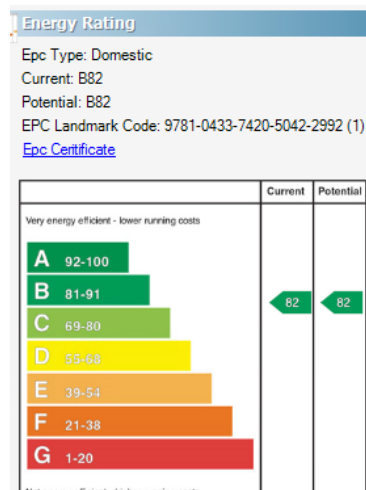 Energy Rating
Epc Type: Domestic
Current: B82
Potential: B82
EPC Landmark Code: 9781-0433-7420-5042-2992 (1)
Epc Ceritificate
Current Potential
Very energy efficient - lower running costs
A 92-100
B 81-91 82 82
C 69-80
D 55-68
E 39-54
F 21-38
G 1-20